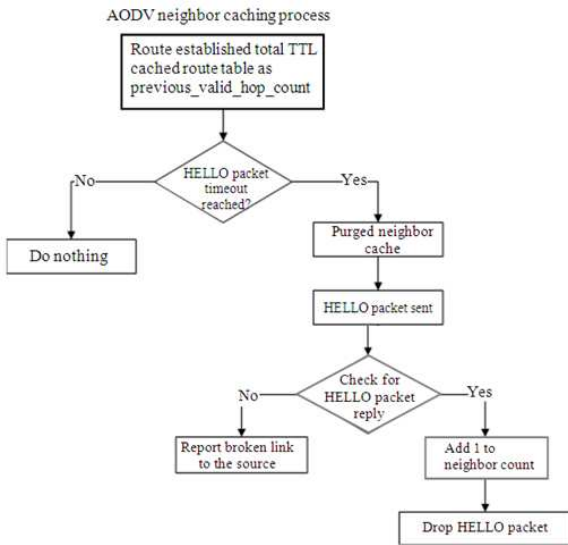 AODV neighbor caching process
Route established total TTL
cached route table as
previous_valid_hop_count
HELLO packet
timeout
reached?
No
Yes
Do nothing
Purged neighbor
cache
HELLO packet sent
Check for
HELLO packet
reply
No
Yes
Report broken link
to the source
Add 1 to
neighbor count
Drop HELLO packet